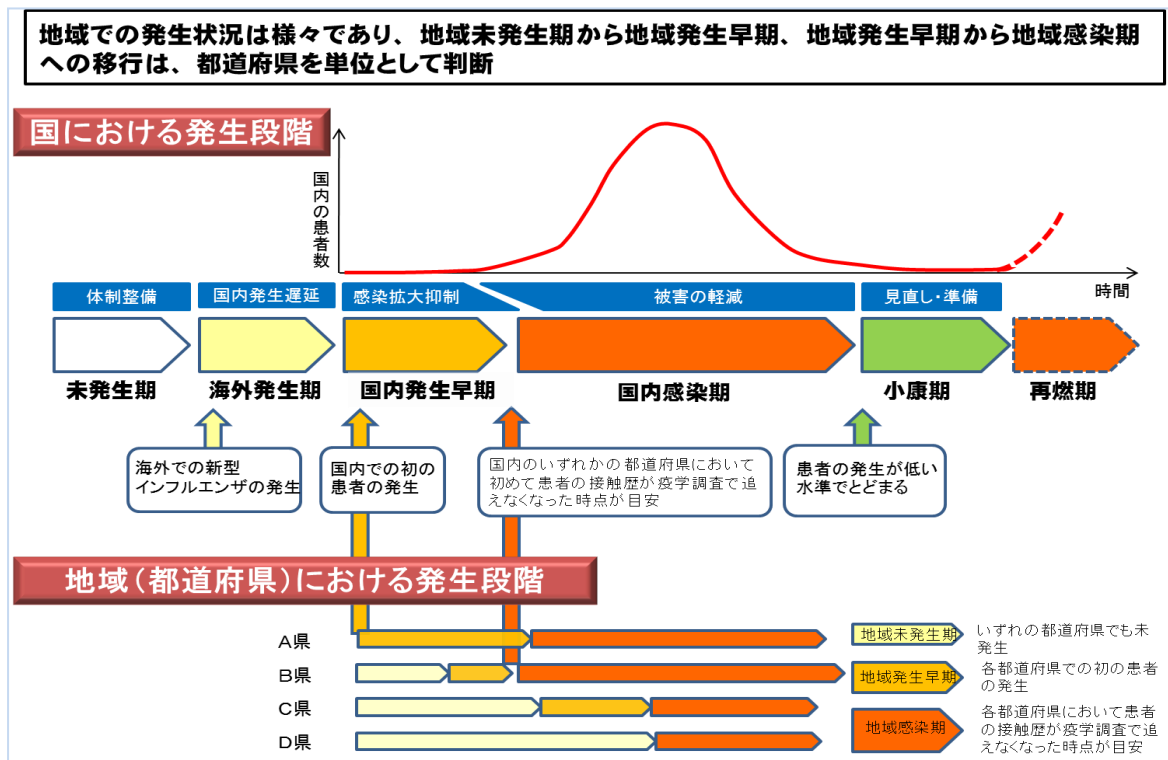 地域での発生状況は様々であり、地域未発生期から地域発生早期、地域発生早期から地域感染期
への移行は、都道府県を単位として判断
国における発生段階
国内の患者数
時間
体制整備
国内発生遅延
感染拡大抑制
被害の軽減
見直し・準備
未発生期
海外発生期
国内発生早期
国内感染期
小康期
再燃期
海外での新型
インフルエンザの発生
国内での初の
患者の発生
国内のいずれかの都道府県において
初めて患者の接触歴が疫学調査で追
えなくなった時点が目安
患者の発生が低い
水準でとどまる
地域(都道府県)における発生段階
A県
B県
C県
D県
地域未発生期
いずれの都道府県でも未
発生
地域発生早期
各都道府県での初の患者
の発生
地域感染期
各都道府県において患者
の接触歴が疫学調査で追
えなくなった時点が目安